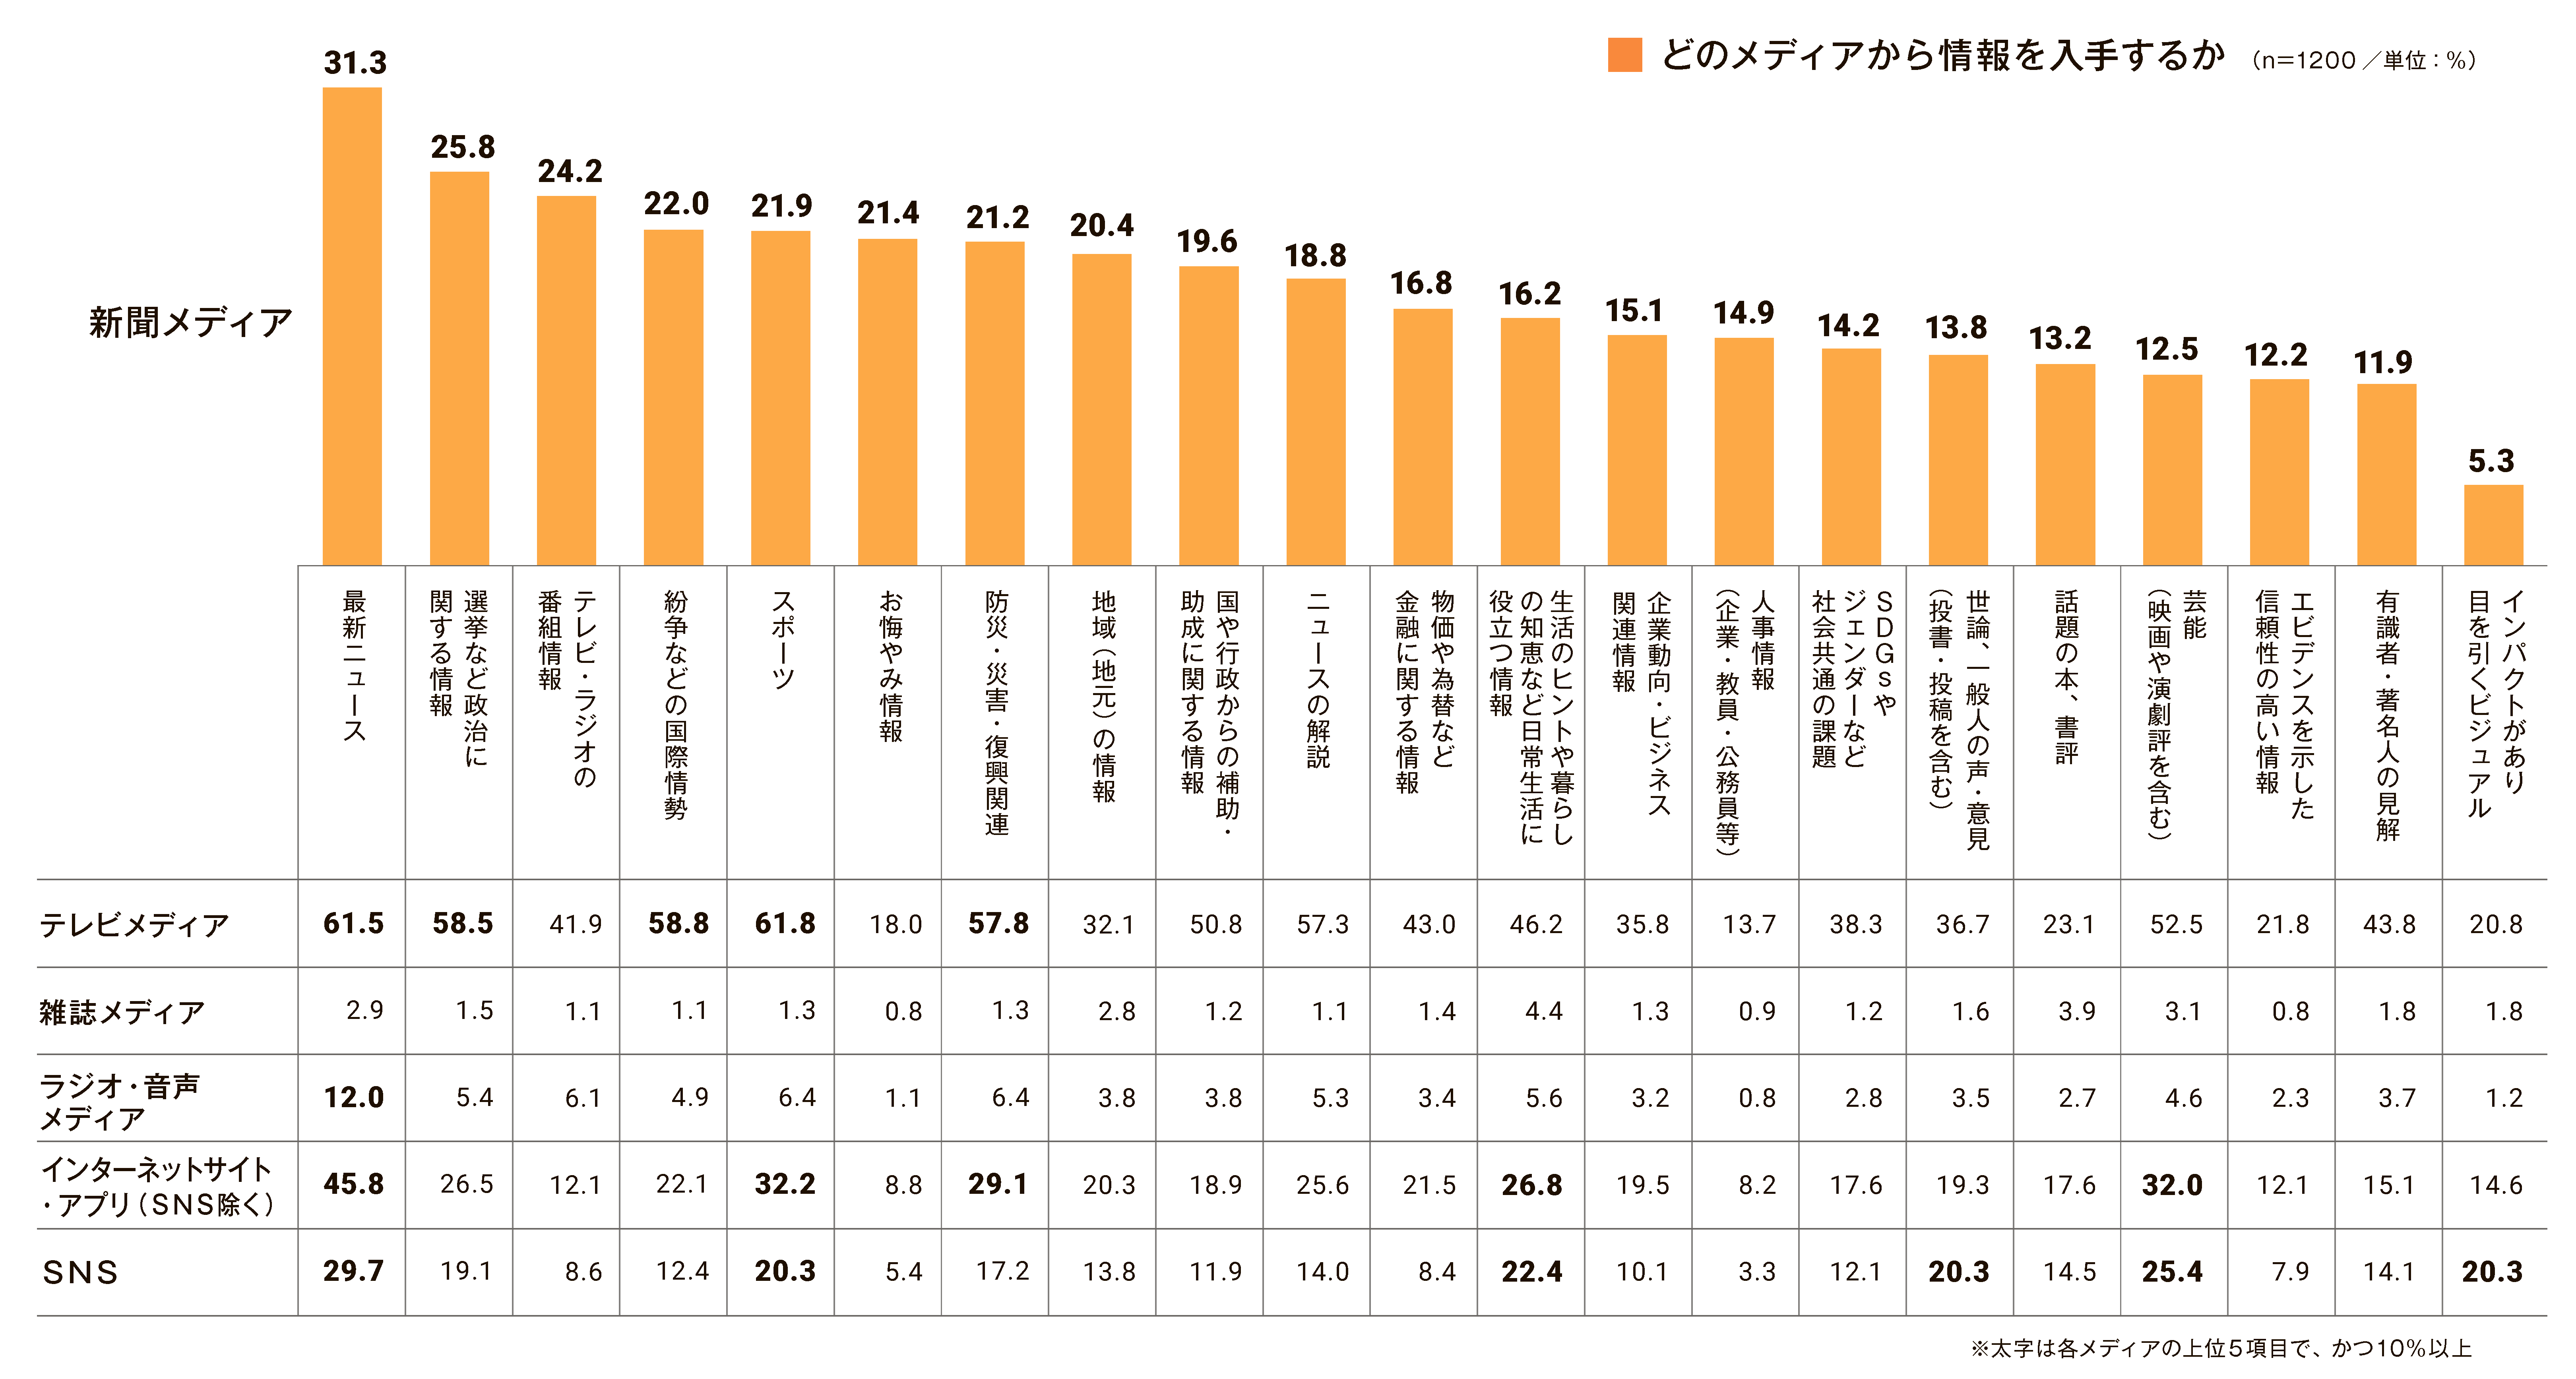 どのメディアから情報を入手するか （n=1200／単位：％）
新聞メディア
31.3
25.8
24.2
22.0
21.9
21.4
21.2
20.4
19.6
18.8
16.8
16.2
15.1
14.9
14.2
13.8
13.2
12.5
12.2
11.9
5.3
最新ニュース
選挙など政治に
関する情報
テレビ・ラジオの
番組情報
紛争などの国際情勢
スポーツ
お悔やみ情報
防災・災害・復興関連
地域（地元）の情報
国や行政からの補助・
助成に関する情報
ニュースの解説
物価や為替など
金融に関する情報
生活のヒントや暮らし
の知恵など日常生活に
役立つ情報
企業動向・ビジネス
関連情報
人事情報
（企業・教員・公務員等）
SDGsや
ジェンダーなど
社会共通の課題
世論、一般人の声・意見
（投書・投稿を含む）
話題の本、書評
芸能
（映画や演劇評を含む）
エビデンスを示した
信頼性の高い情報
有識者・著名人の見解
インパクトがあり
目を引くビジュアル
テレビメディア 61.5 58.5 41.9 58.8 61.8 18.0 57.8 32.1 50.8 57.3 43.0 46.2 35.8 13.7 38.3 36.7 23.1 52.5 21.8 43.8 20.8
雑誌メディア 2.9 1.5 1.1 1.1 1.3 0.8 1.3 2.8 1.2 1.1 1.4 4.4 1.3 0.9 1.2 1.6 3.9 3.1 0.8 1.8 1.8
ラジオ・音声
メディア
12.0 5.4 6.1 4.9 6.4 1.1 6.4 3.8 3.8 5.3 3.4 5.6 3.2 0.8 2.8 3.5 2.7 4.6 2.3 3.7 1.2
インターネットサイト
・アプリ（SNS除く）
45.8 26.5 12.1 22.1 32.2 8.8 29.1 20.3 18.9 25.6 21.5 26.8 19.5 8.2 17.6 19.3 17.6 32.0 12.1 15.1 14.6
SNS 29.7 19.1 8.6 12.4 20.3 5.4 17.2 13.8 11.9 14.0 8.4 22.4 10.1 3.3 12.1 20.3 14.5 25.4 7.9 14.1 20.3
※太字は各メディアの上位5項目で、かつ10％以上